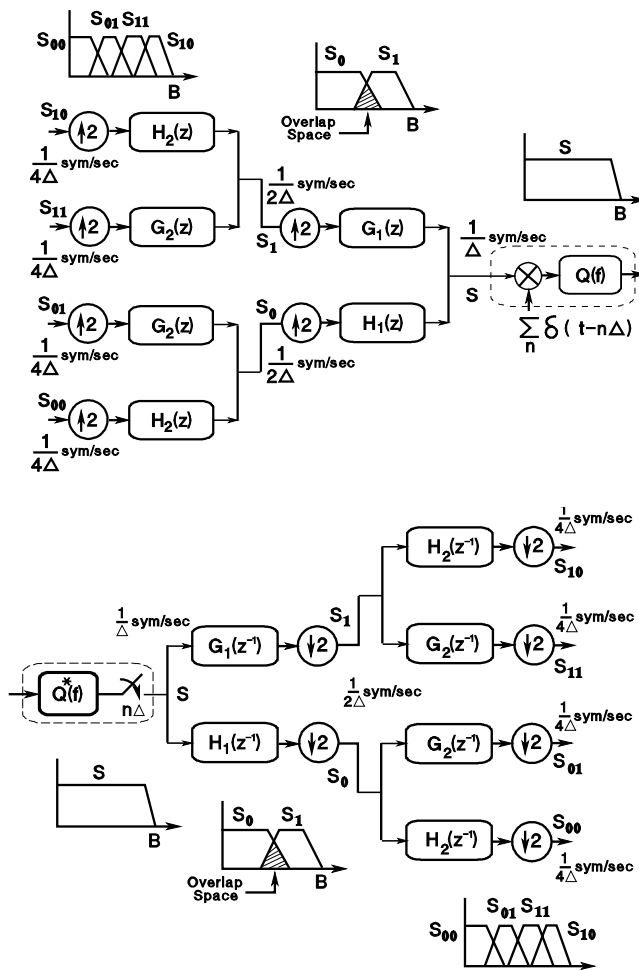 S01 S11
S00 S10
B
S0 S1
Overlap
Space
B
S
B
S10
↑2
H2(z)
1/4Δ sym/sec
S11
↑2
G2(z)
1/4Δ sym/sec
1/2Δ sym/sec
S1
↑2
G1(z)
S01
↑2
G2(z)
1/4Δ sym/sec
S0
↑2
H1(z)
1/2Δ sym/sec
S00
↑2
H2(z)
1/4Δ sym/sec
1/Δ sym/sec
S
Q(f)
∑ δ ( t−nΔ)
n
1/4Δ sym/sec
H2(z⁻¹)
↓2
S10
1/Δ sym/sec
G1(z⁻¹)
↓2
S1
1/4Δ sym/sec
G2(z⁻¹)
↓2
S11
Q*(f)
nΔ
S
1/2Δ sym/sec
H1(z⁻¹)
↓2
S0
1/4Δ sym/sec
G2(z⁻¹)
↓2
S01
S00
H2(z⁻¹)
↓2
1/4Δ sym/sec
S
B
S0 S1
Overlap
Space
B
S01 S11
S00 S10
B